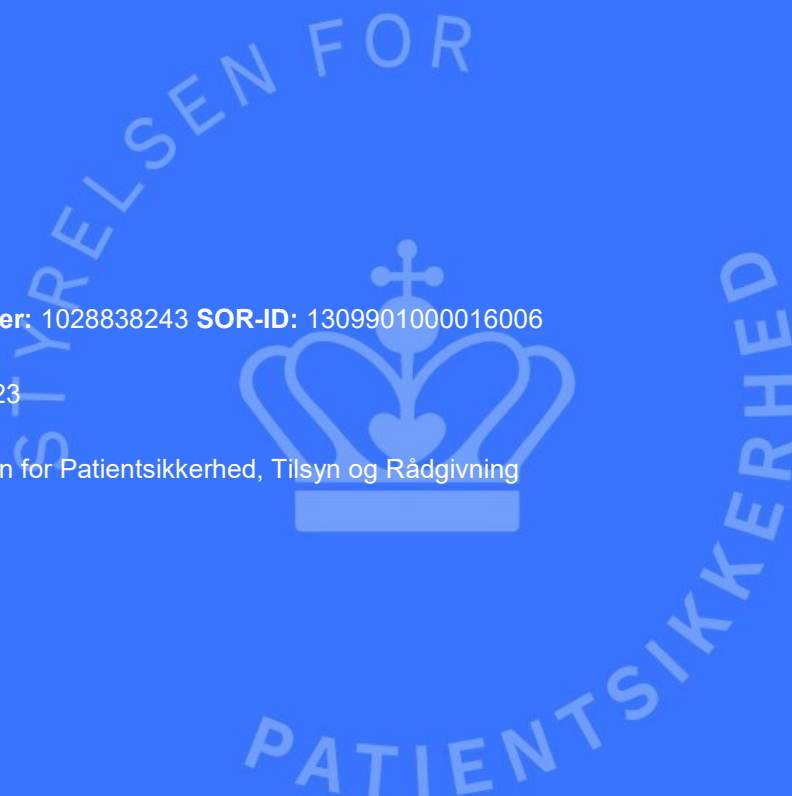 STYRELSEN FOR
er: 1028838243 SOR-ID: 1309901000016006
23
n for Patientsikkerhed, Tilsyn og Rådgivning
PATIENTSIKKERHED